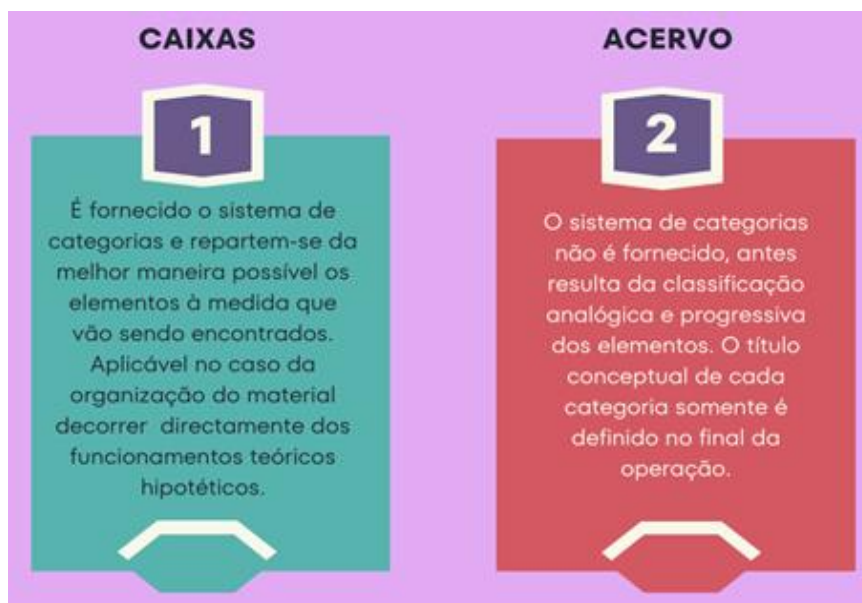 CAIXAS
1
É fornecido o sistema de
categorias e repartem-se da
melhor maneira possível os
elementos à medida que
vão sendo encontrados.
Aplicável no caso da
organização do material
decorrer directamente dos
funcionamentos teóricos
hipotéticos.
ACERVO
2
O sistema de categorias
não é fornecido, antes
resulta da classificação
analógica e progressiva
dos elementos. O título
conceptual de cada
categoria somente é
definido no final da
operação.